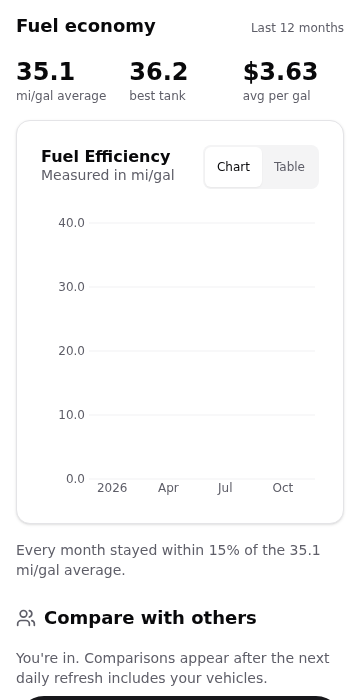 Fuel economy
Last 12 months
35.1
36.2
$3.63
mi/gal average
best tank
avg per gal
Fuel Efficiency
Measured in mi/gal
Chart
Table
40.0
30.0
20.0
10.0
0.0
2026
Apr
Jul
Oct
Every month stayed within 15% of the 35.1
mi/gal average.
Compare with others
You're in. Comparisons appear after the next
daily refresh includes your vehicles.